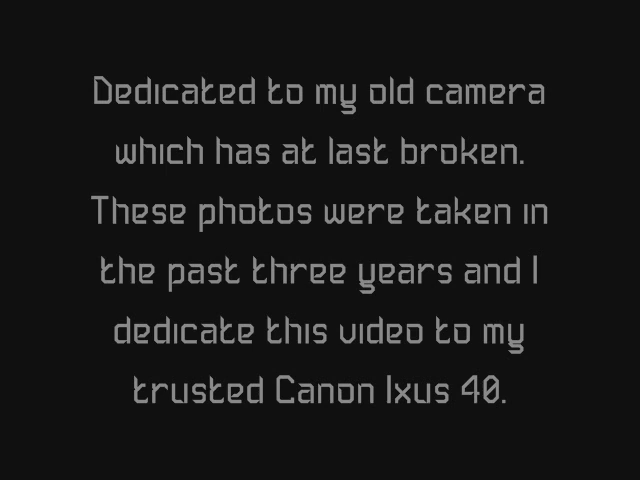 Dedicated to my old camera
which has at last broken.
These photos were taken in
the past three years and I
dedicate this video to my
trusted Canon Ixus 40.